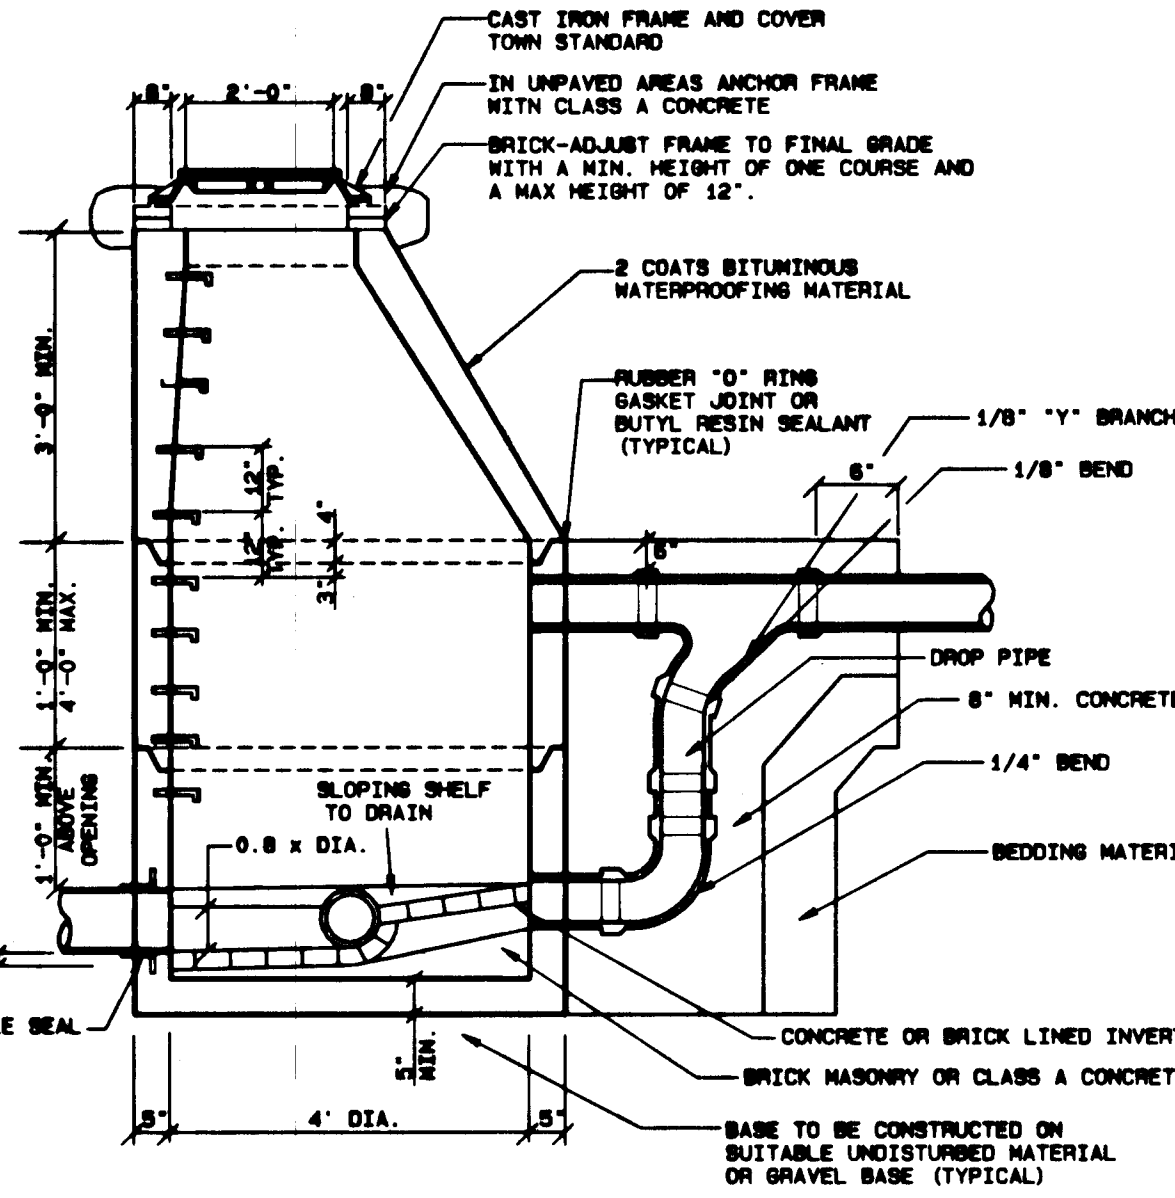 CAST IRON FRAME AND COVER
TOWN STANDARD
IN UNPAVED AREAS ANCHOR FRAME
WITN CLASS A CONCRETE
BRICK-ADJUST FRAME TO FINAL GRADE
WITH A MIN. HEIGHT OF ONE COURSE AND
A MAX HEIGHT OF 12".
8"
2'-0"
8"
2 COATS BITUMINOUS
WATERPROOFING MATERIAL
RUBBER "O" RING
GASKET JOINT OR
BUTYL RESIN SEALANT
(TYPICAL)
1/8" "Y" BRANCH
1/8" BEND
6"
6"
3'-0" MIN.
12"
TYP.
12"
TYP.
4"
3"
1'-0" MIN.
4'-0" MAX.
DROP PIPE
8" MIN. CONCRETE
1/4" BEND
BEDDING MATERI
1'-0" MIN.
ABOVE
OPENING
SLOPING SHELF
TO DRAIN
0.8 x DIA.
E SEAL
5"
MIN.
CONCRETE OR BRICK LINED INVERT
BRICK MASONRY OR CLASS A CONCRET
5"
4' DIA.
5"
BASE TO BE CONSTRUCTED ON
SUITABLE UNDISTURBED MATERIAL
OR GRAVEL BASE (TYPICAL)